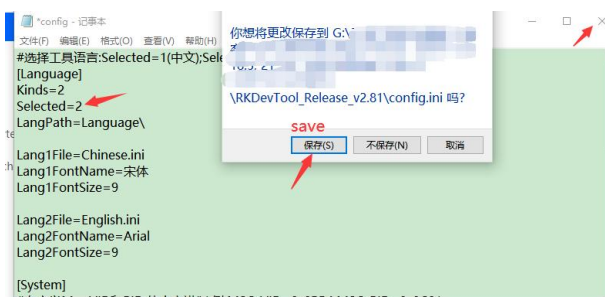 *config - 记事本
文件(F) 编辑(E) 格式(O) 查看(V) 帮助(H)
#选择工具语言:Selected=1(中文);Sele
[Language]
Kinds=2
Selected=2
LangPath=Language\
Lang1File=Chinese.ini
Lang1FontName=宋体
Lang1FontSize=9
Lang2File=English.ini
Lang2FontName=Arial
Lang2FontSize=9
[System]
你想将更改保存到 G:\
\RKDevTool_Release_v2.81\config.ini 吗?
save
保存(S) 不保存(N) 取消